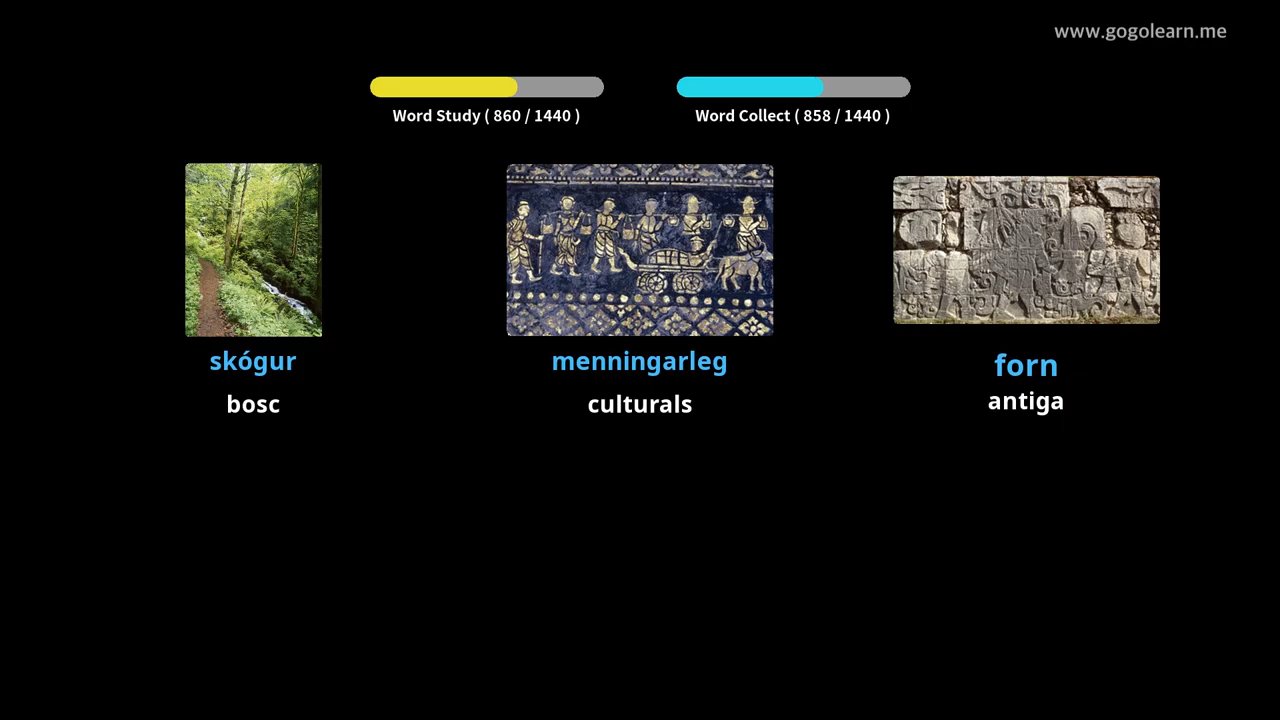 www.gogolearn.me
Word Study ( 860 / 1440 )
Word Collect ( 858 / 1440 )
skógur
bosc
menningarleg
culturals
forn
antiga